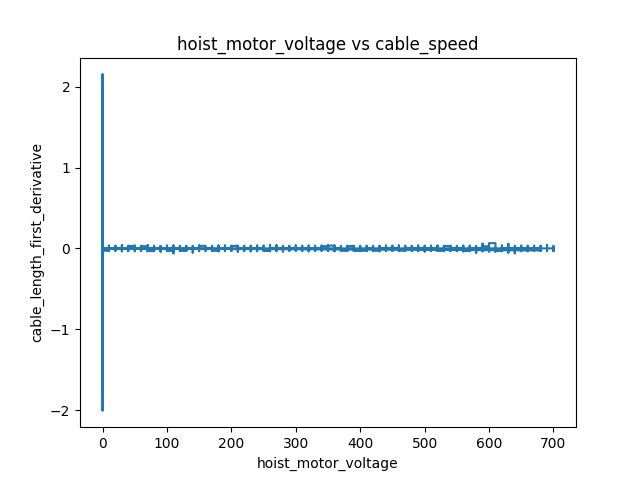 hoist_motor_voltage vs cable_speed
2
1
0
−1
−2
cable_length_first_derivative
0 100 200 300 400 500 600 700
hoist_motor_voltage